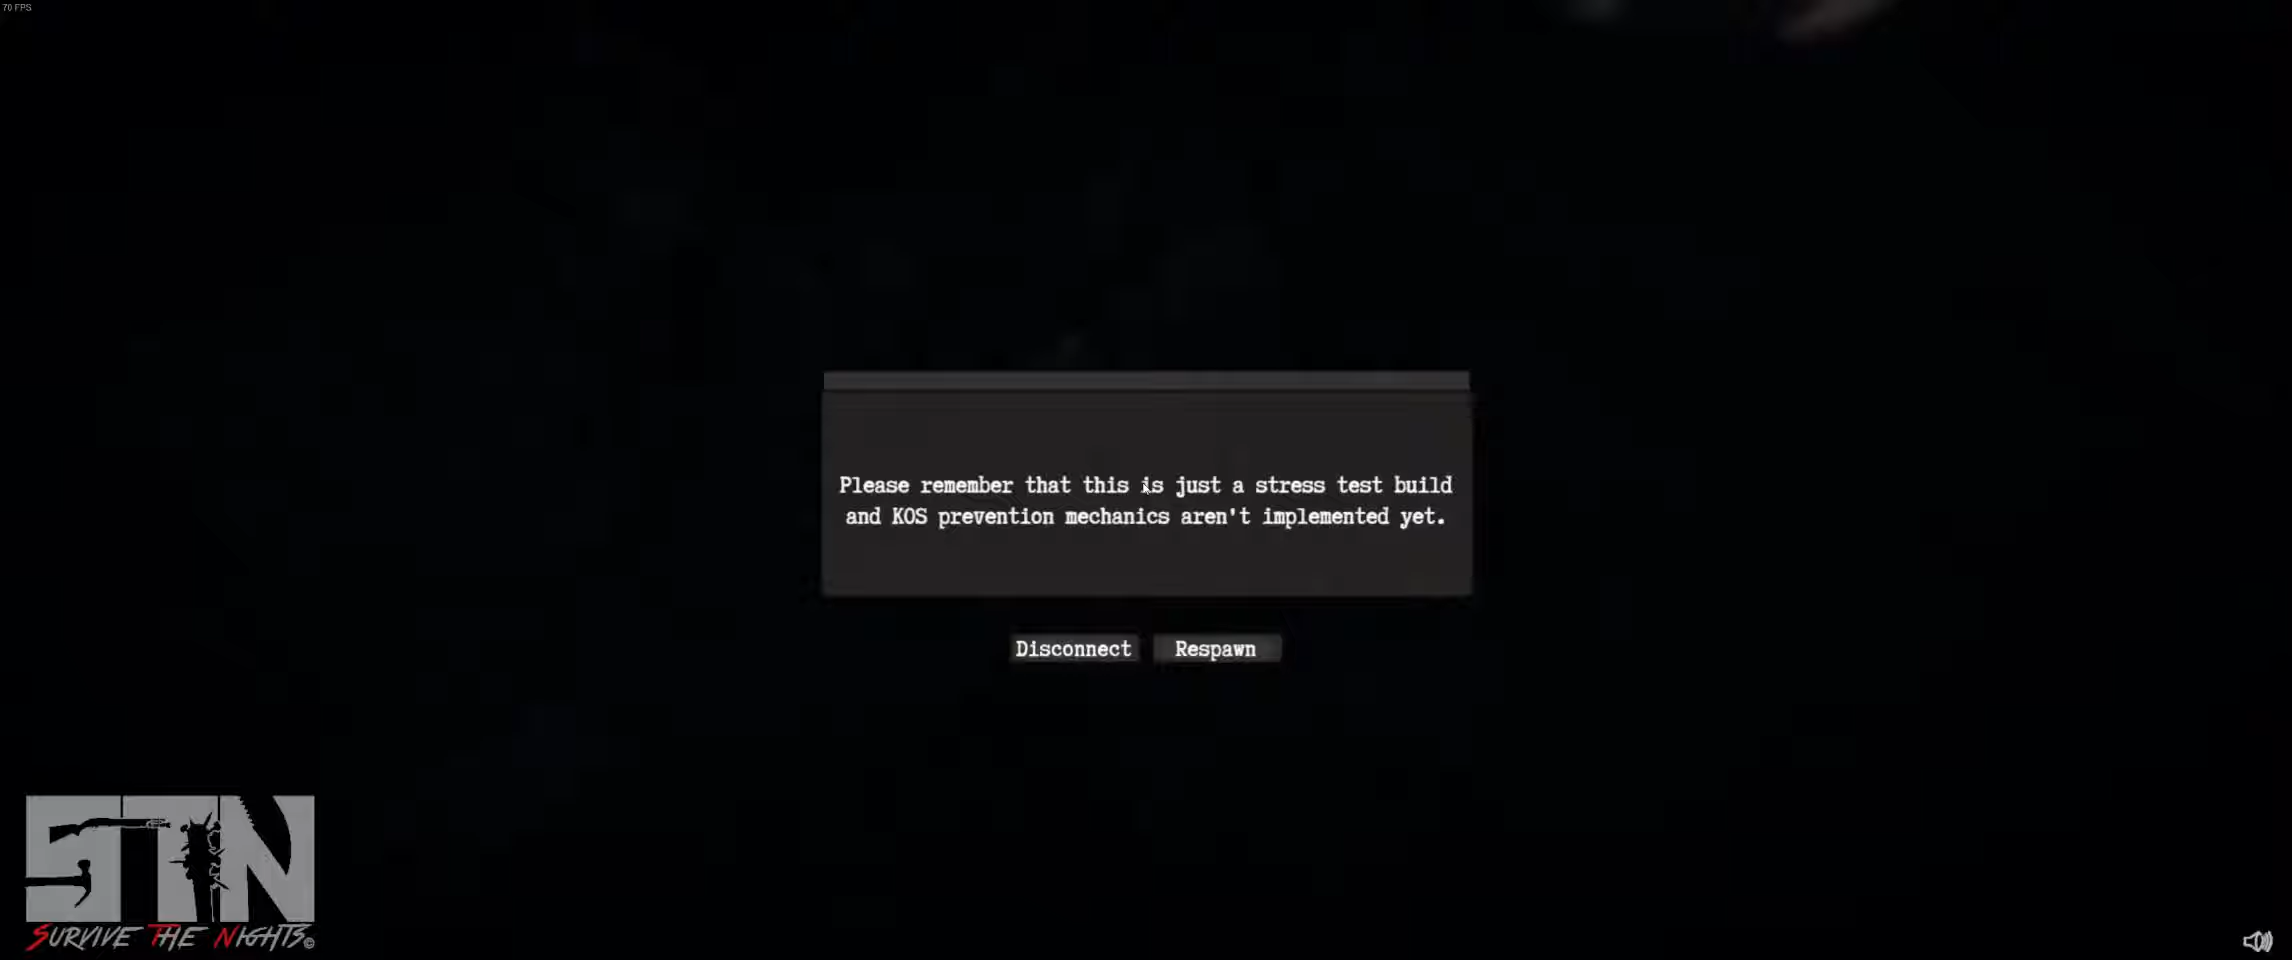 70 FPS
Please remember that this is just a stress test build
and KOS prevention mechanics aren't implemented yet.
Disconnect Respawn
STN
SURVIVE THE NIGHTS©